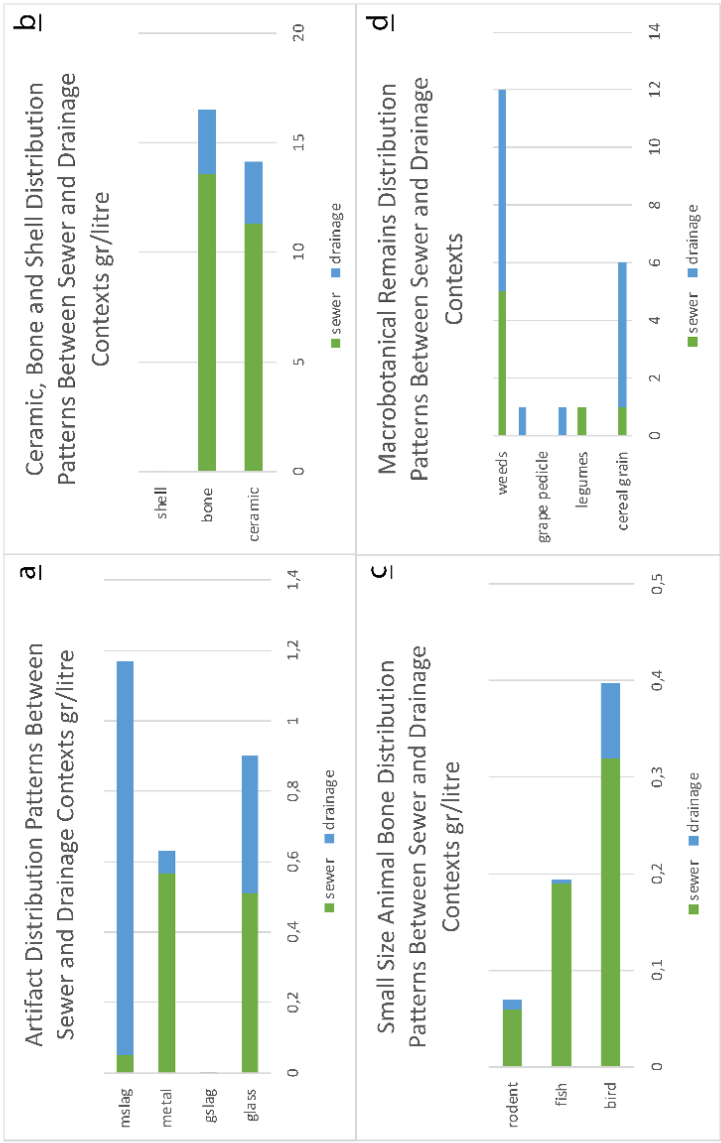 a
Artifact Distribution Patterns Between
Sewer and Drainage Contexts gr/litre
mslag
metal
gslag
glass
0
0,2
0,4
0,6
0,8
1
1,2
1,4
sewer
drainage
b
Ceramic, Bone and Shell Distribution
Patterns Between Sewer and Drainage
Contexts gr/litre
shell
bone
ceramic
0
5
10
15
20
sewer
drainage
c
Small Size Animal Bone Distribution
Patterns Between Sewer and Drainage
Contexts gr/litre
rodent
fish
bird
0
0,1
0,2
0,3
0,4
0,5
sewer
drainage
d
Macrobotanical Remains Distribution
Patterns Between Sewer and Drainage
Contexts
weeds
grape pedicle
legumes
cereal grain
0
2
4
6
8
10
12
14
sewer
drainage